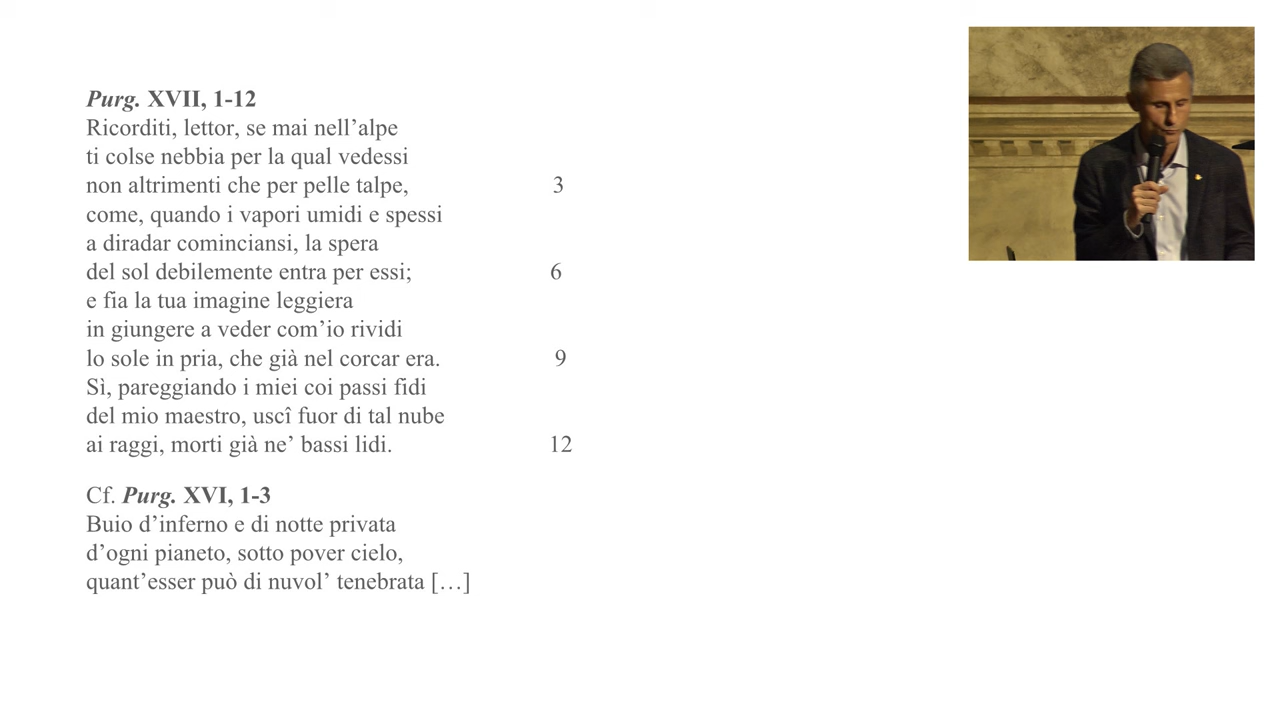 Purg. XVII, 1-12
Ricorditi, lettor, se mai nell’alpe
ti colse nebbia per la qual vedessi
non altrimenti che per pelle talpe, 3
come, quando i vapori umidi e spessi
a diradar cominciansi, la spera
del sol debilemente entra per essi; 6
e fia la tua imagine leggiera
in giungere a veder com’io rividi
lo sole in pria, che già nel corcar era. 9
Sì, pareggiando i miei coi passi fidi
del mio maestro, uscî fuor di tal nube
ai raggi, morti già ne’ bassi lidi. 12
Cf. Purg. XVI, 1-3
Buio d’inferno e di notte privata
d’ogni pianeto, sotto pover cielo,
quant’esser può di nuvol’ tenebrata […]